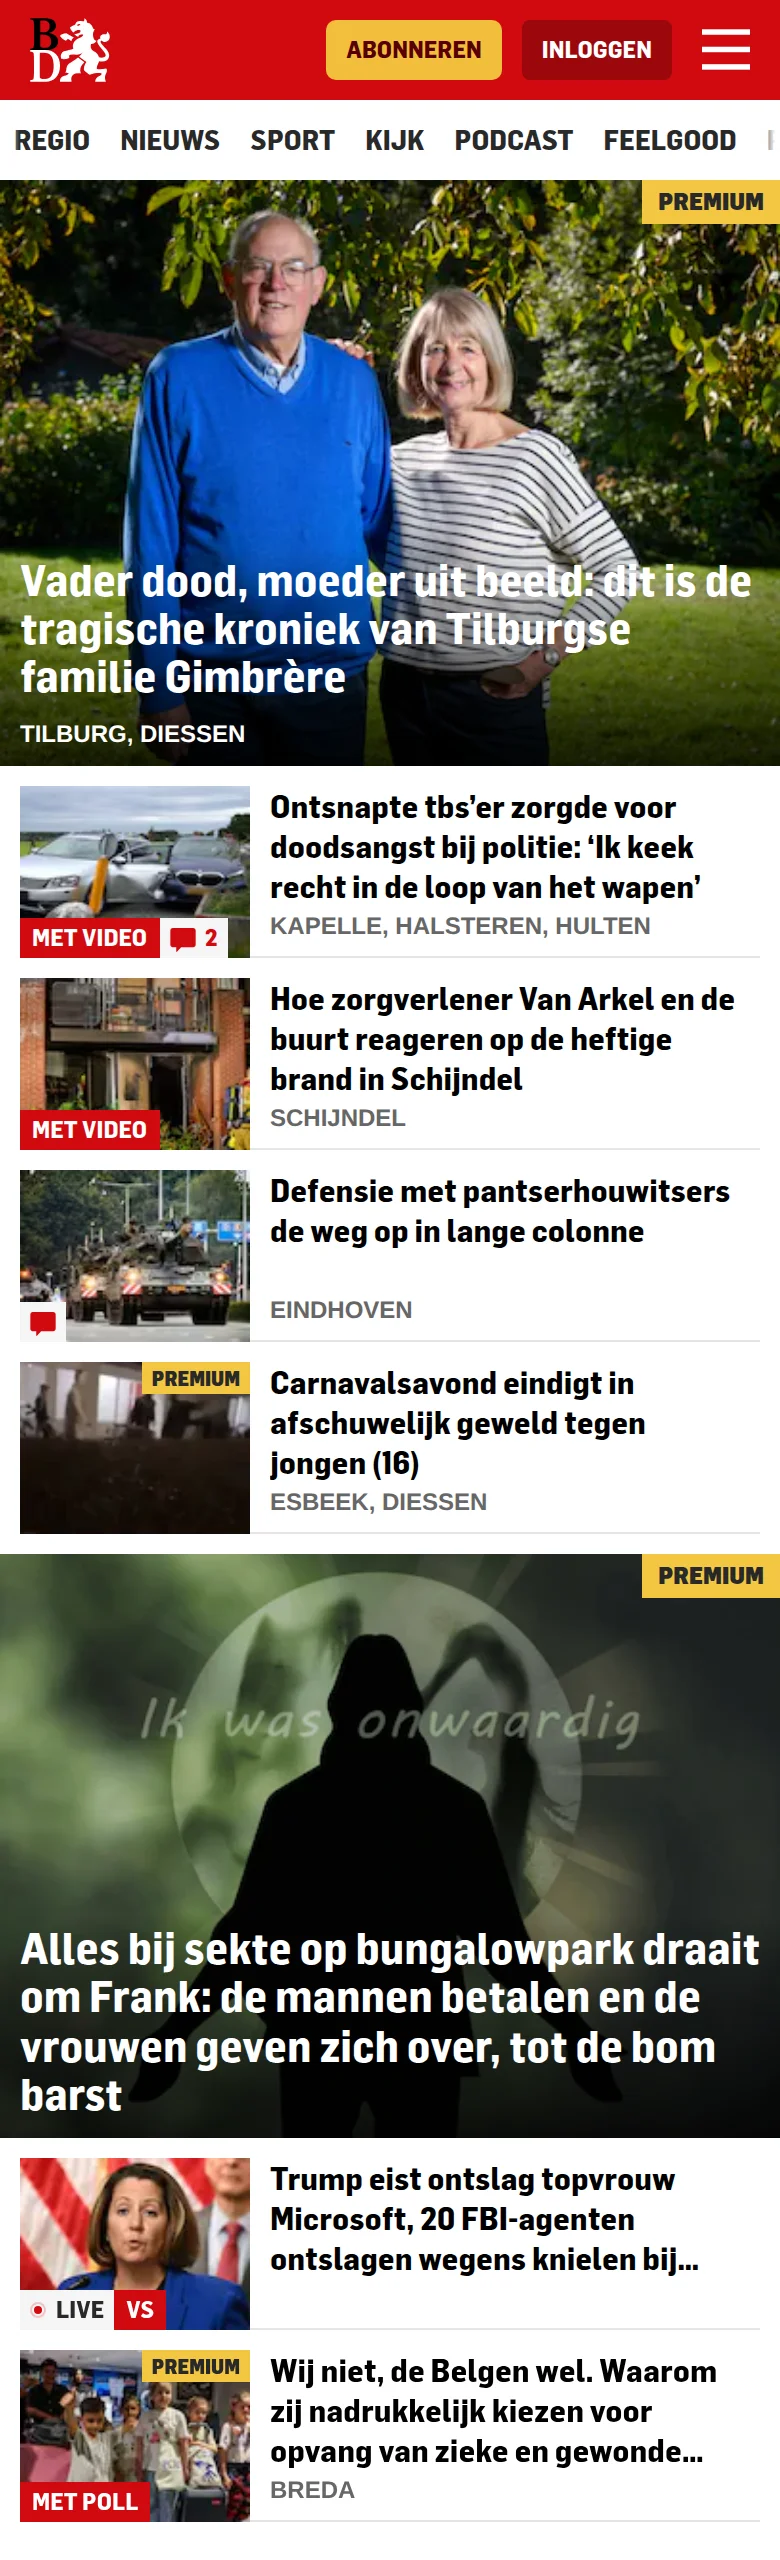 BD
ABONNEREN
INLOGGEN
REGIO NIEUWS SPORT KIJK PODCAST FEELGOOD
PREMIUM
Vader dood, moeder uit beeld: dit is de
tragische kroniek van Tilburgse
familie Gimbrère
TILBURG, DIESSEN
Ontsnapte tbs’er zorgde voor
doodsangst bij politie: ‘Ik keek
recht in de loop van het wapen’
KAPELLE, HALSTEREN, HULTEN
MET VIDEO
2
Hoe zorgverlener Van Arkel en de
buurt reageren op de heftige
brand in Schijndel
SCHIJNDEL
MET VIDEO
Defensie met pantserhouwitsers
de weg op in lange colonne
EINDHOVEN
PREMIUM
Carnavalsavond eindigt in
afschuwelijk geweld tegen
jongen (16)
ESBEEK, DIESSEN
PREMIUM
Ik was onwaardig
Alles bij sekte op bungalowpark draait
om Frank: de mannen betalen en de
vrouwen geven zich over, tot de bom
barst
Trump eist ontslag topvrouw
Microsoft, 20 FBI-agenten
ontslagen wegens knielen bij...
LIVE
VS
PREMIUM
Wij niet, de Belgen wel. Waarom
zij nadrukkelijk kiezen voor
opvang van zieke en gewonde...
BREDA
MET POLL